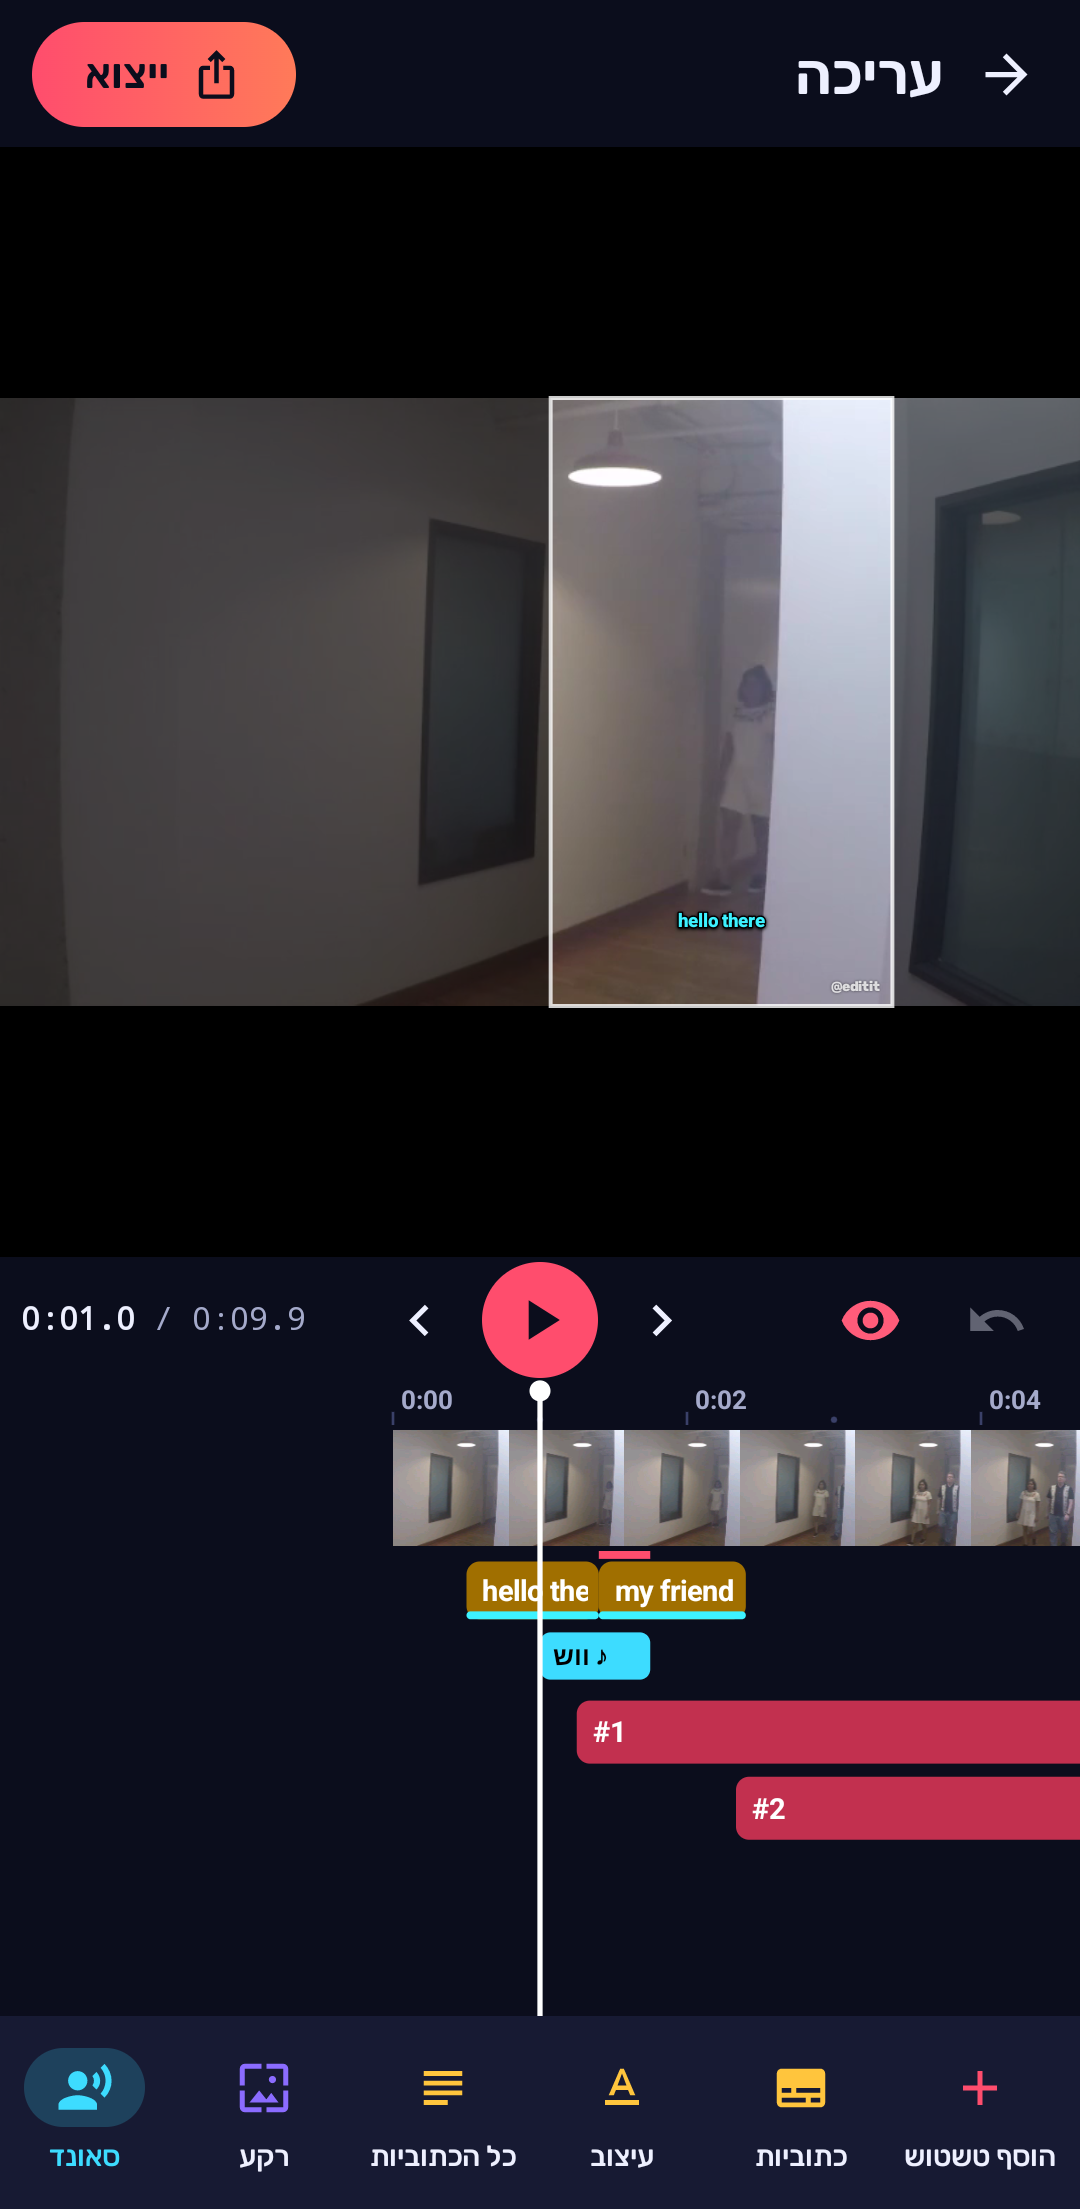 עריכה
ייצוא
hello there
@editit
0:01.0 / 0:09.9
0:00
0:02
0:04
hello the
my friend
ווש ♪
#1
#2
הוסף טשטוש
כתוביות
עיצוב
כל הכתוביות
רקע
סאונד